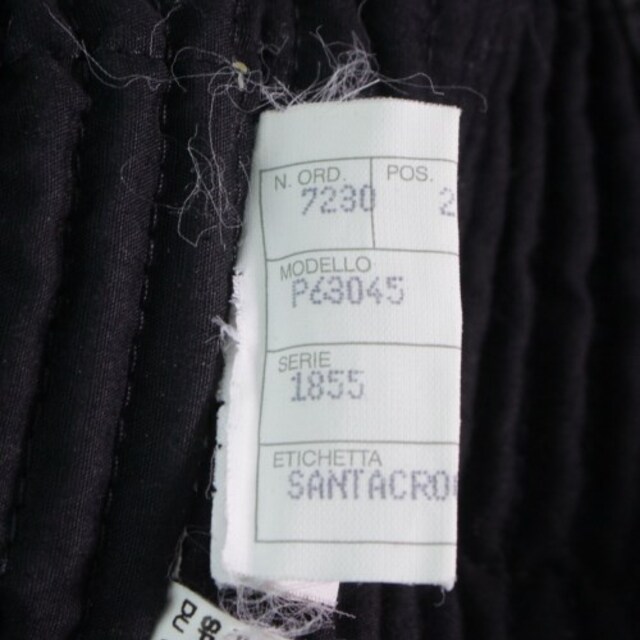 N. ORD. POS.
7230 2
MODELLO
P63045
SERIE
1855
ETICHETTA
SANTACRO